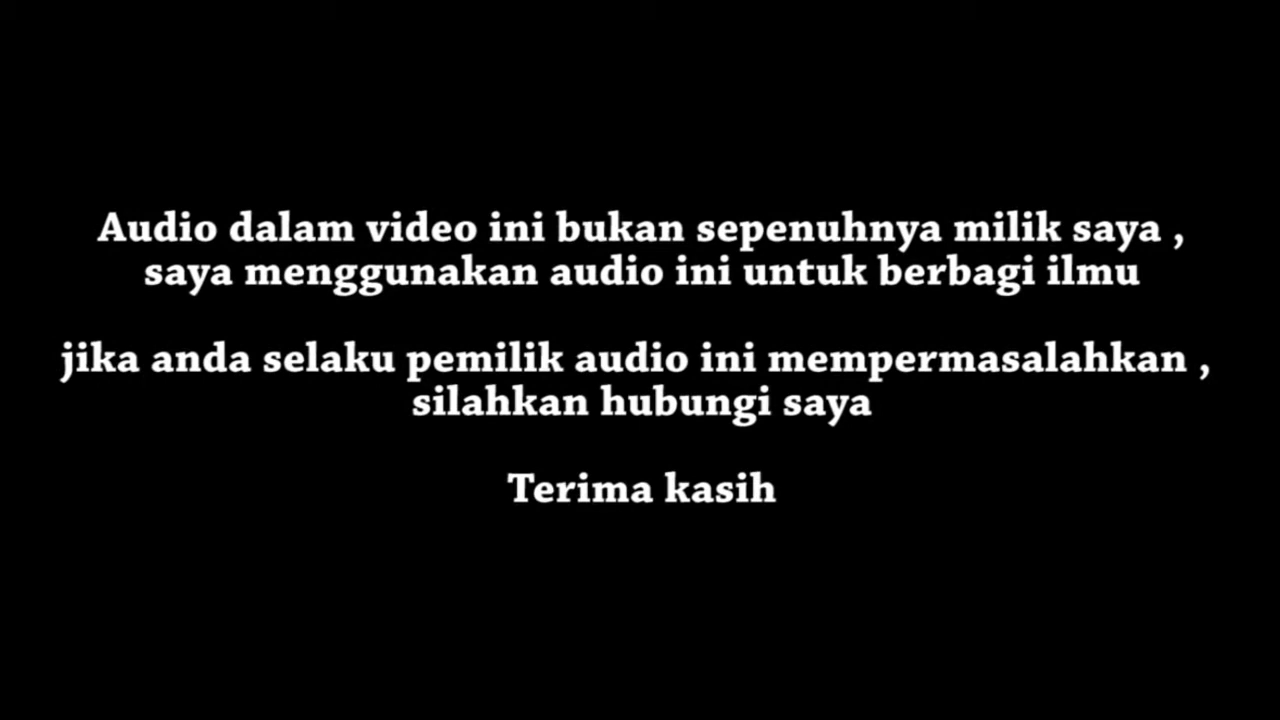 Audio dalam video ini bukan sepenuhnya milik saya ,
saya menggunakan audio ini untuk berbagi ilmu
jika anda selaku pemilik audio ini mempermasalahkan ,
silahkan hubungi saya
Terima kasih